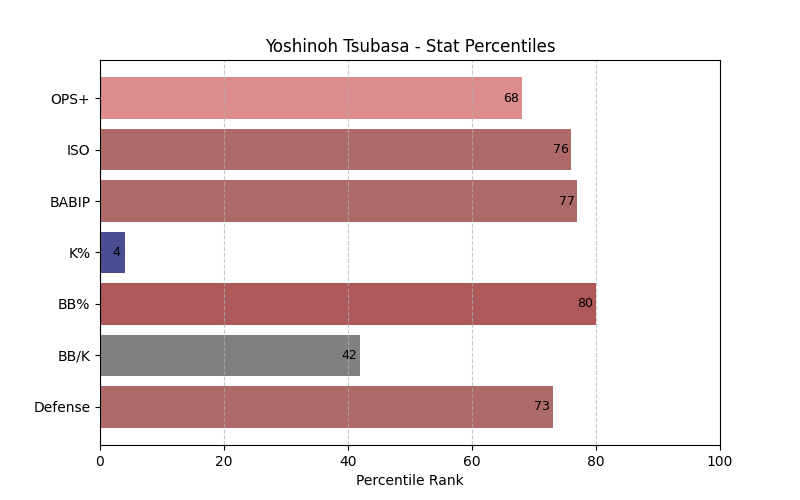 Yoshinoh Tsubasa - Stat Percentiles
OPS+ 68
ISO 76
BABIP 77
K% 4
BB% 80
BB/K 42
Defense 73
0 20 40 60 80 100
Percentile Rank